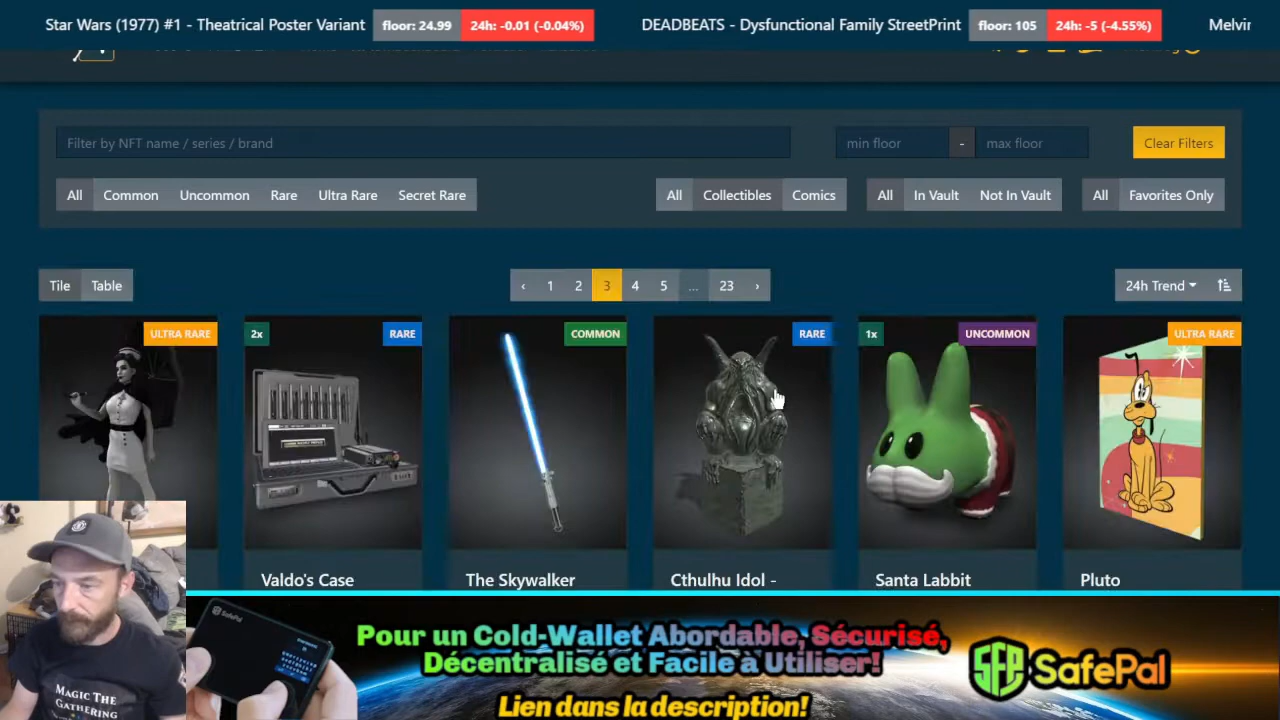 Star Wars (1977) #1 - Theatrical Poster Variant floor: 24.99 24h: -0.01 (-0.04%) DEADBEATS - Dysfunctional Family StreetPrint floor: 105 24h: -5 (-4.55%)
Filter by NFT name / series / brand min floor - max floor Clear Filters
All Common Uncommon Rare Ultra Rare Secret Rare All Collectibles Comics All In Vault Not In Vault All Favorites Only
Tile Table ‹ 1 2 3 4 5 ... 23 › 24h Trend
ULTRA RARE 2x RARE COMMON RARE 1x UNCOMMON ULTRA RARE
Valdo's Case The Skywalker Cthulhu Idol - Santa Labbit Pluto
SafePal
Pour un Cold-Wallet Abordable, Sécurisé,
Décentralisé et Facile à Utiliser!
SafePal
Lien dans la description!
MAGIC THE
GATHERING